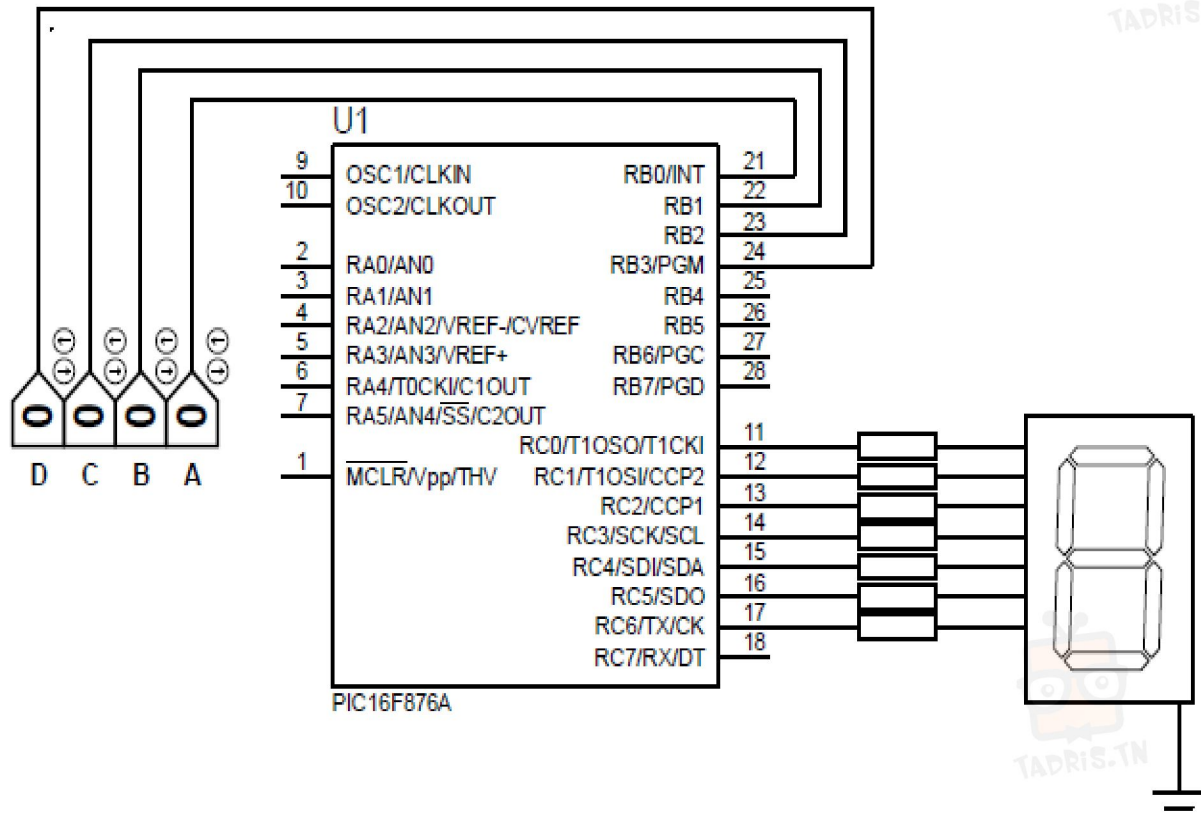 TADRIS
U1
9 OSC1/CLKIN RB0/INT 21
10 OSC2/CLKOUT RB1 22
RB2 23
2 RA0/AN0 RB3/PGM 24
3 RA1/AN1 RB4 25
4 RA2/AN2/VREF-/CVREF RB5 26
5 RA3/AN3/VREF+ RB6/PGC 27
6 RA4/T0CKI/C1OUT RB7/PGD 28
7 RA5/AN4/SS/C2OUT
RC0/T1OSO/T1CKI 11
1 MCLR/Vpp/THV RC1/T1OSI/CCP2 12
RC2/CCP1 13
RC3/SCK/SCL 14
RC4/SDI/SDA 15
RC5/SDO 16
RC6/TX/CK 17
RC7/RX/DT 18
0 0 0 0
D C B A
PIC16F876A
TADRIS.TN